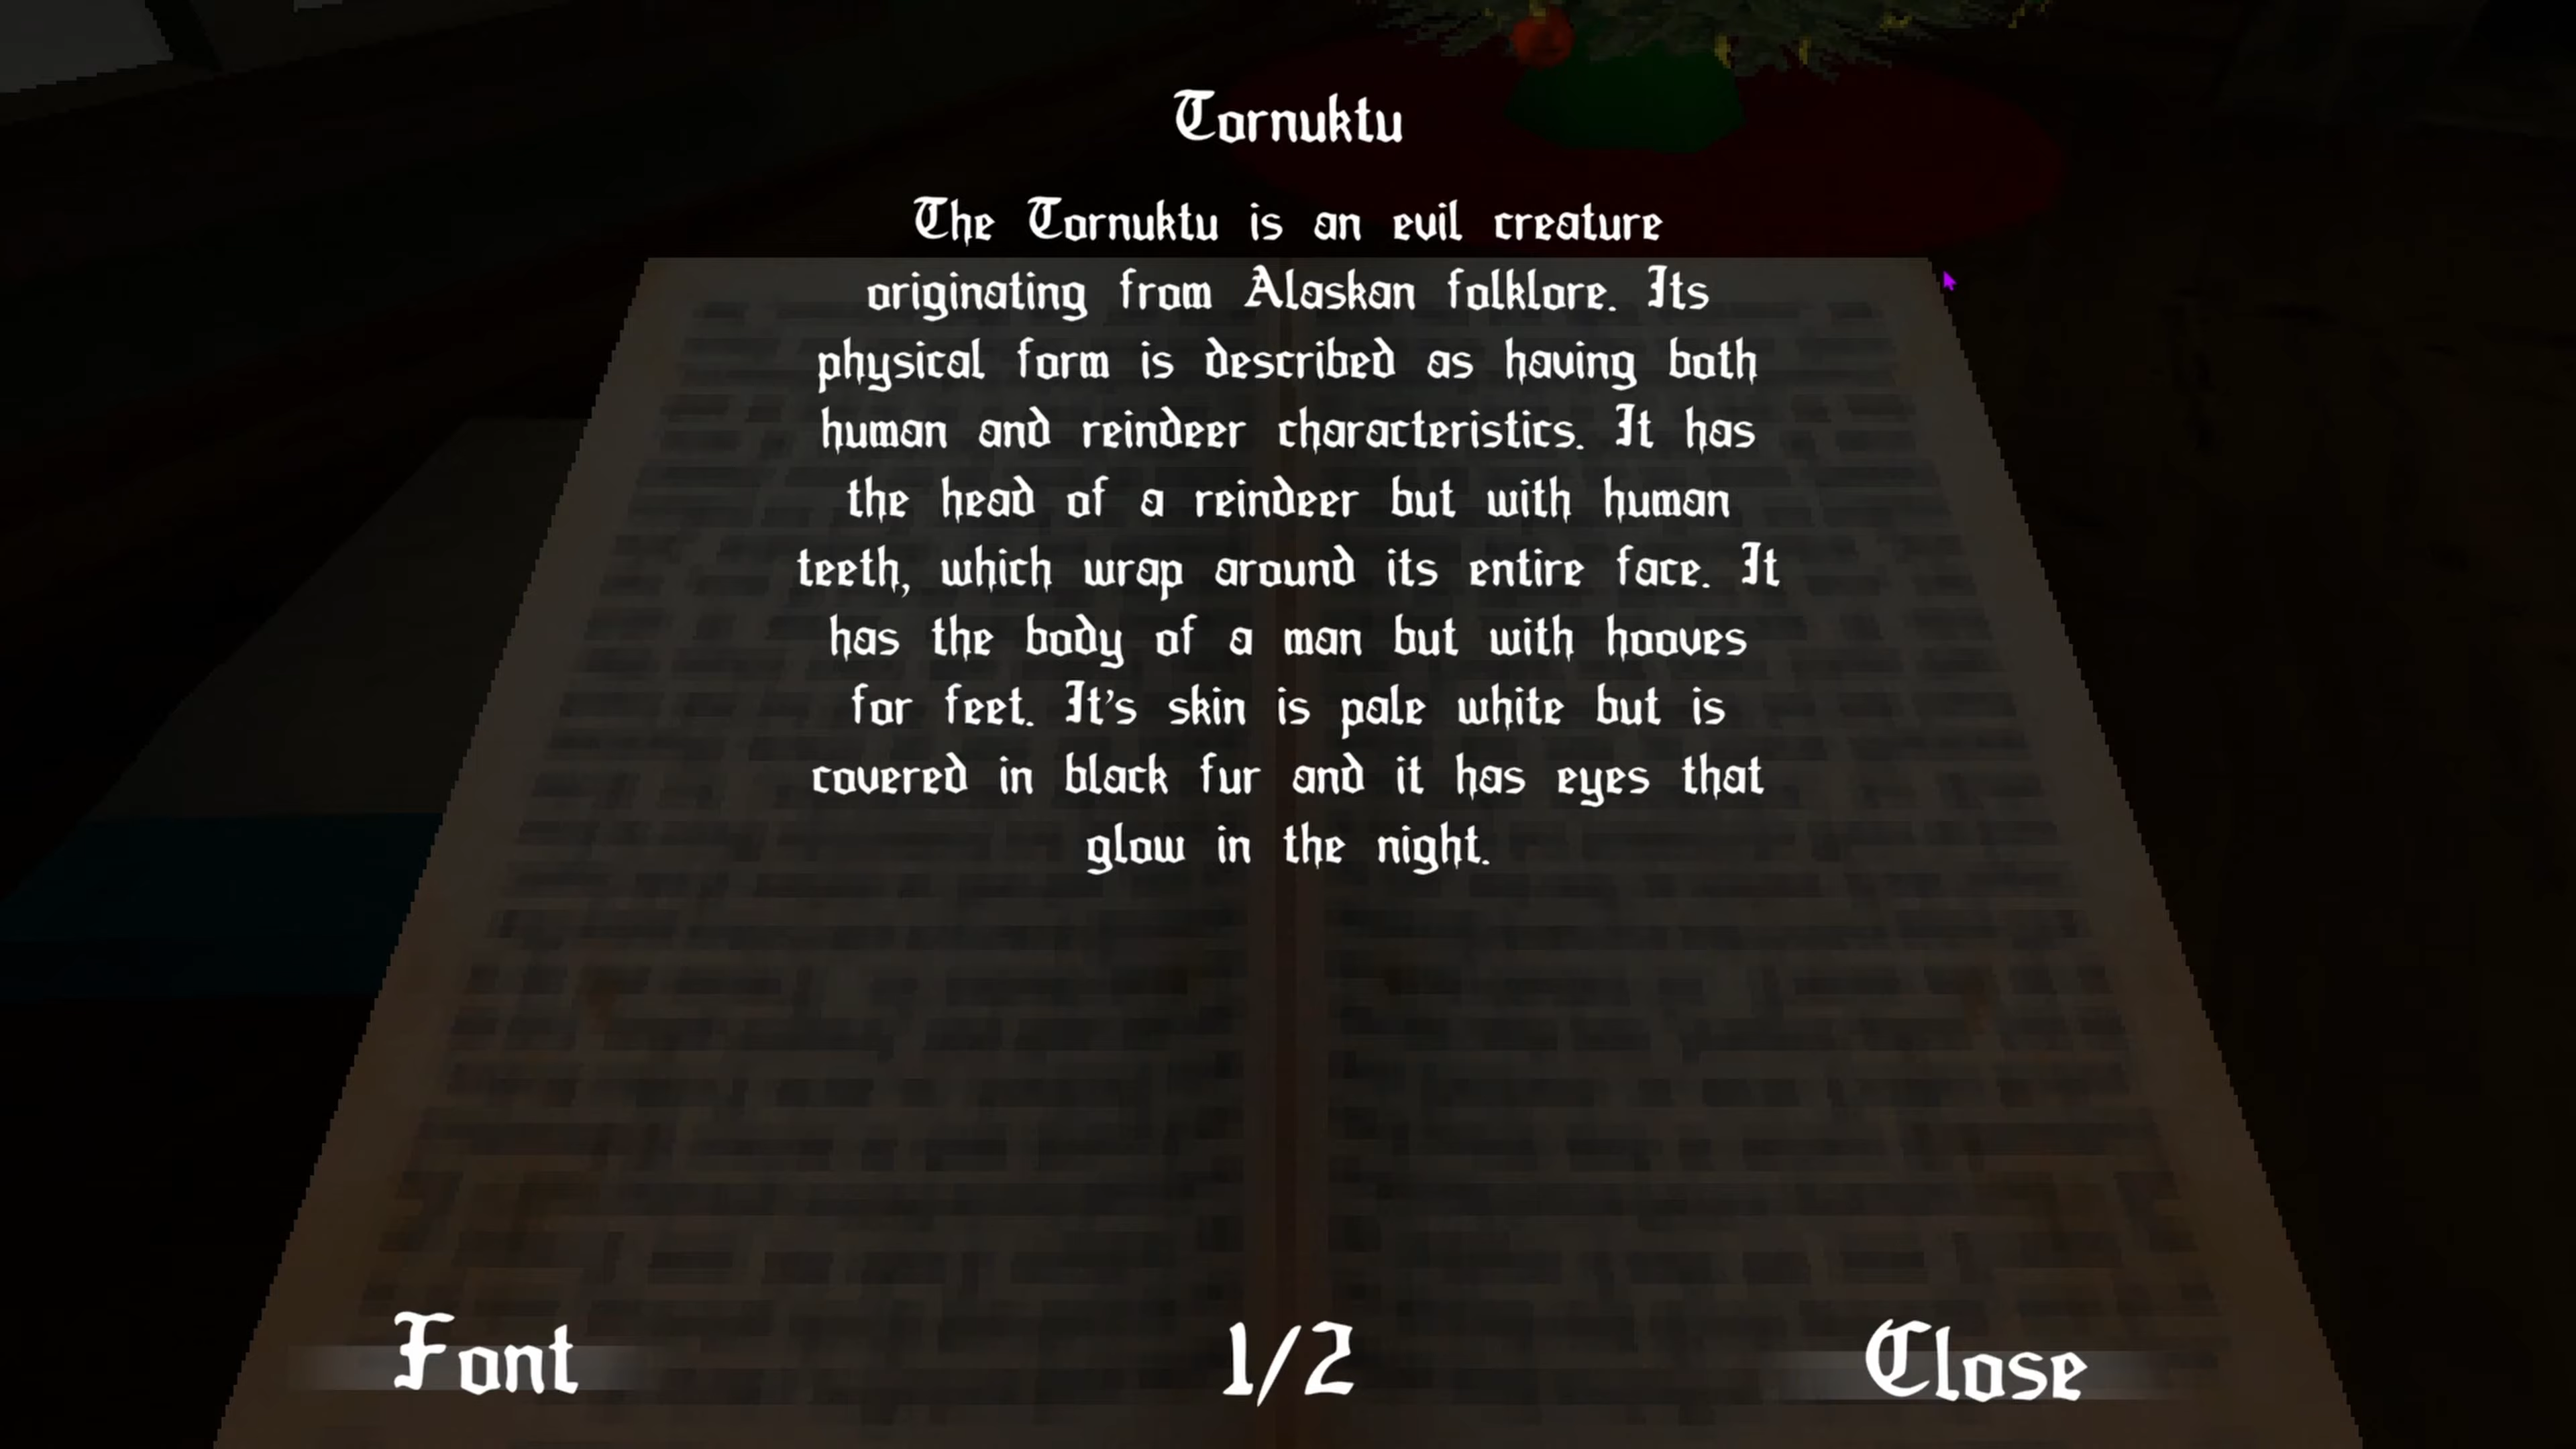 Tornuktu
The Tornuktu is an evil creature
originating from Alaskan folklore. Its
physical form is described as having both
human and reindeer characteristics. It has
the head of a reindeer but with human
teeth, which wrap around its entire face. It
has the body of a man but with hooves
for feet. It's skin is pale white but is
covered in black fur and it has eyes that
glow in the night.
Font
1/2
Close